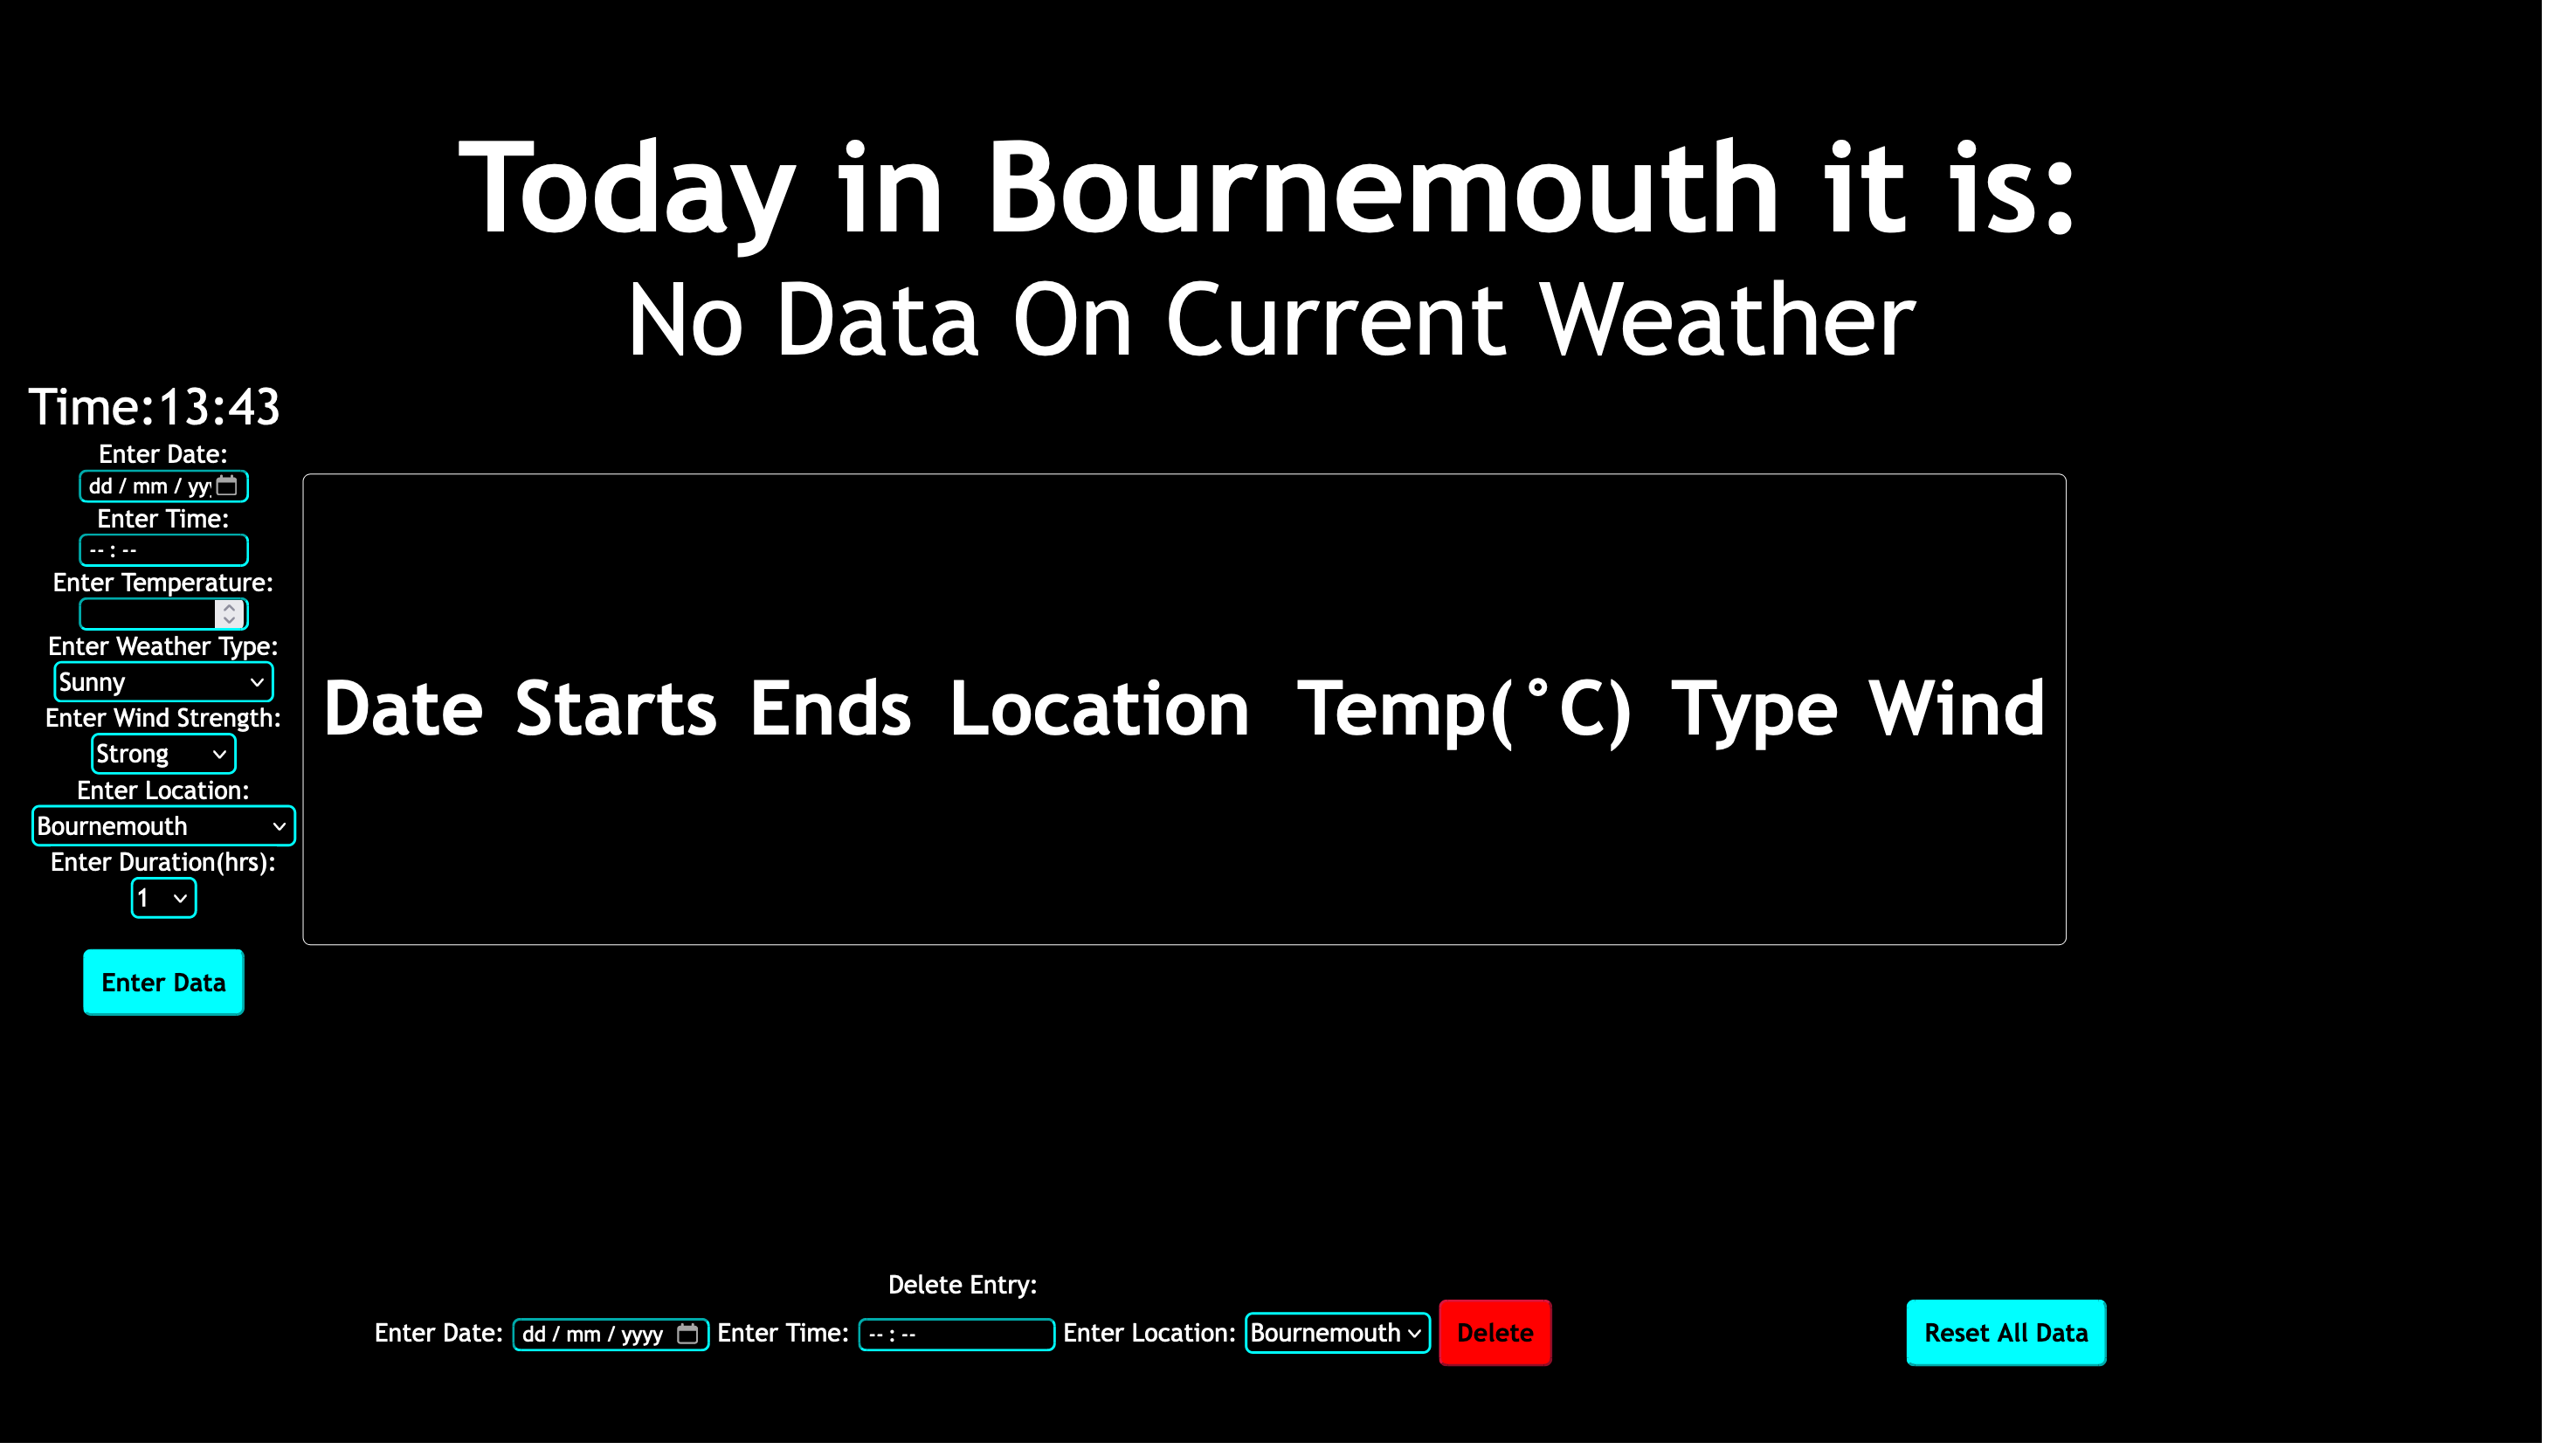 Today in Bournemouth it is:
No Data On Current Weather
Time:13:43
Enter Date:
dd / mm / yyy
Enter Time:
-- : --
Enter Temperature:
Enter Weather Type:
Sunny
Enter Wind Strength:
Strong
Enter Location:
Bournemouth
Enter Duration(hrs):
1
Enter Data
Date Starts Ends Location Temp(°C) Type Wind
Delete Entry:
Enter Date: dd / mm / yyyy Enter Time: -- : -- Enter Location: Bournemouth Delete
Reset All Data